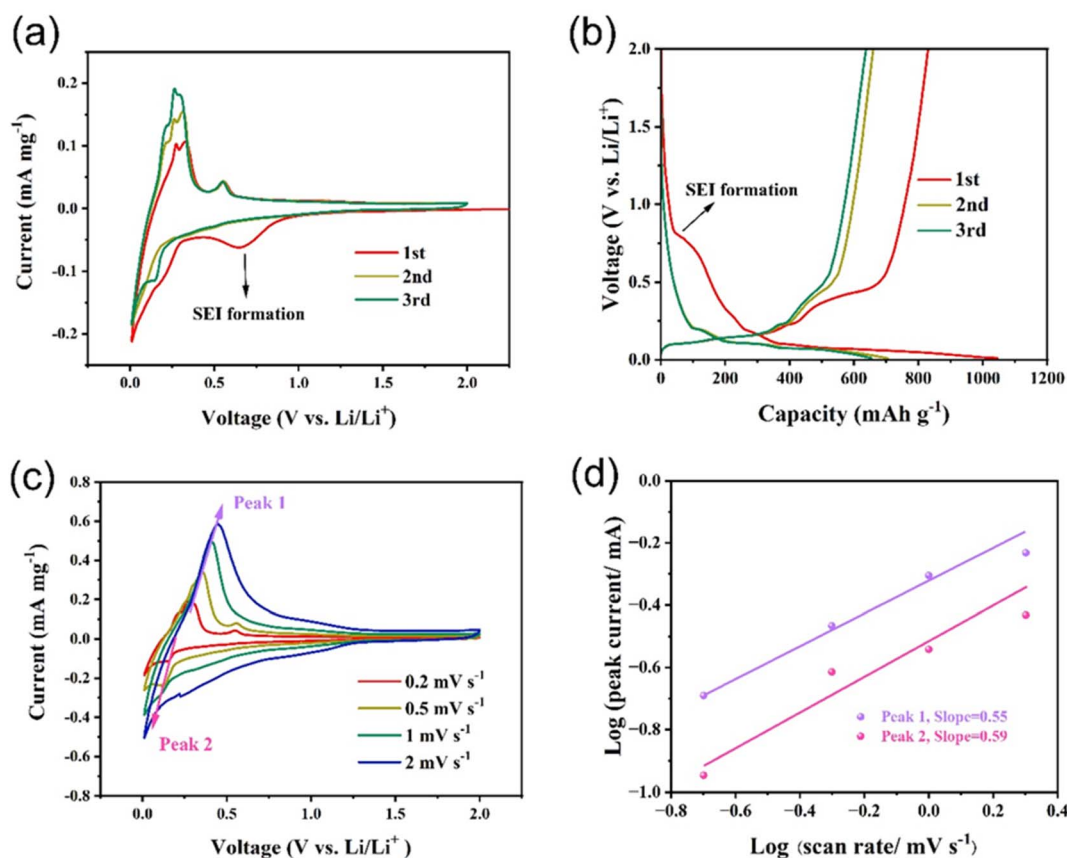 (a)
0.2
0.1
0.0
-0.1
-0.2
Current (mA mg⁻¹)
1st
2nd
3rd
SEI formation
0.0
0.5
1.0
1.5
2.0
Voltage (V vs. Li/Li⁺)
(b)
2.0
1.5
1.0
0.5
0.0
Voltage (V vs. Li/Li⁺)
SEI formation
1st
2nd
3rd
0
200
400
600
800
1000
1200
Capacity (mAh g⁻¹)
(c)
0.8
0.6
0.4
0.2
0.0
-0.2
-0.4
-0.6
-0.8
Current (mA mg⁻¹)
Peak 1
Peak 2
0.2 mV s⁻¹
0.5 mV s⁻¹
1 mV s⁻¹
2 mV s⁻¹
0.0
0.5
1.0
1.5
2.0
Voltage (V vs. Li/Li⁺)
(d)
0.0
−0.2
−0.4
−0.6
−0.8
−1.0
Log (peak current/ mA)
Peak 1, Slope=0.55
Peak 2, Slope=0.59
−0.8
−0.6
−0.4
−0.2
0.0
0.2
0.4
Log (scan rate/ mV s⁻¹)